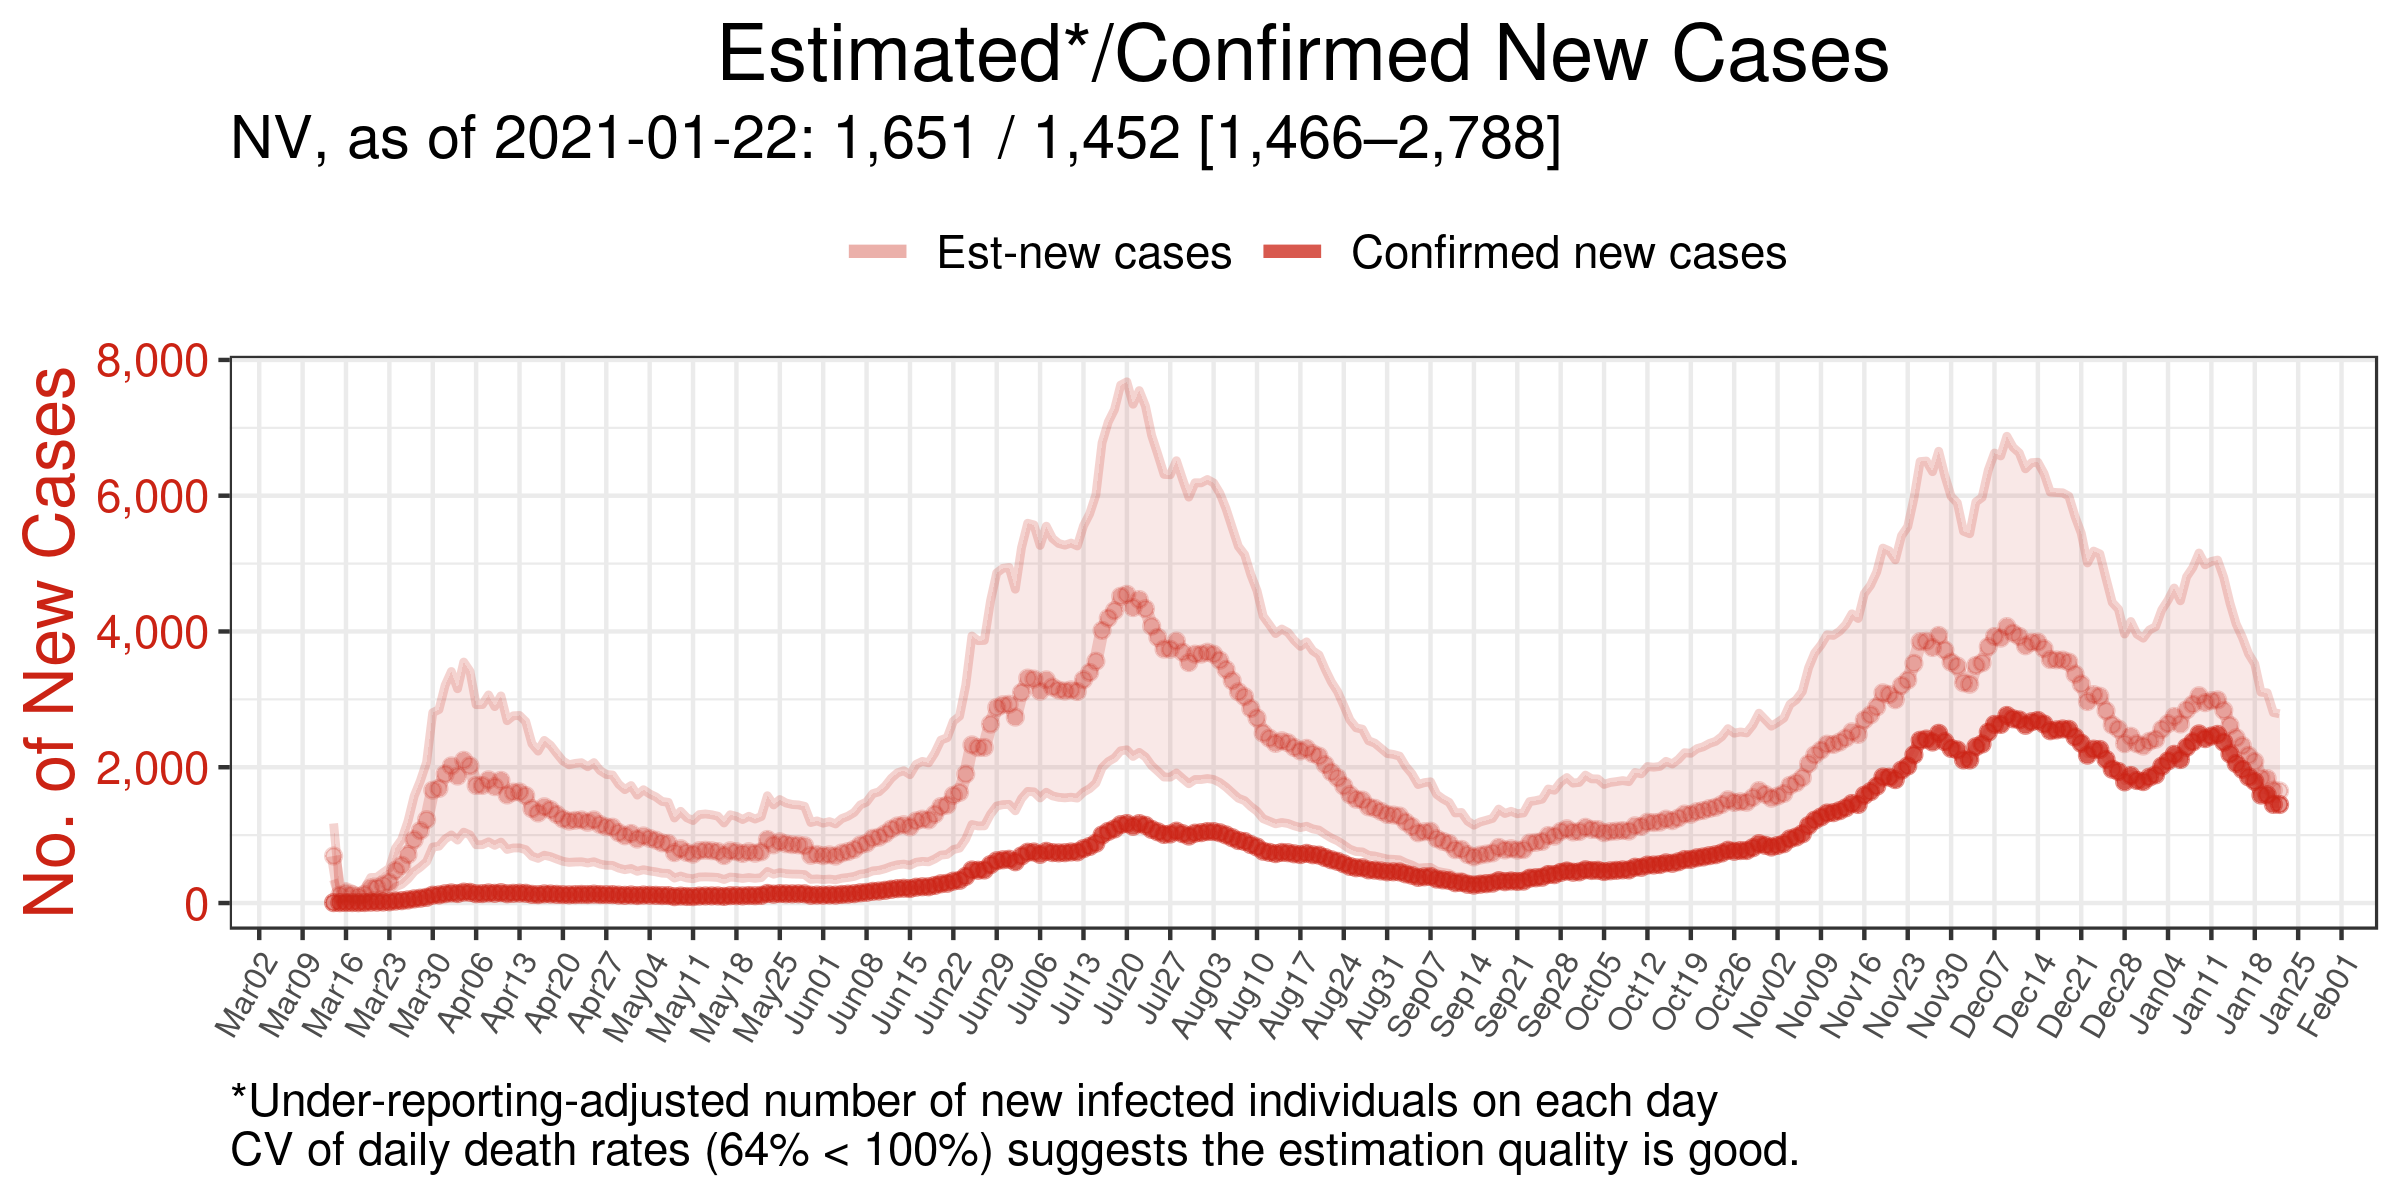 Estimated*/Confirmed New Cases
NV, as of 2021-01-22: 1,651 / 1,452 [1,466–2,788]
Est-new cases Confirmed new cases
No. of New Cases
8,000
6,000
4,000
2,000
0
Mar02 Mar09 Mar16 Mar23 Mar30 Apr06 Apr13 Apr20 Apr27 May04 May11 May18 May25 Jun01 Jun08 Jun15 Jun22 Jun29 Jul06 Jul13 Jul20 Jul27 Aug03 Aug10 Aug17 Aug24 Aug31 Sep07 Sep14 Sep21 Sep28 Oct05 Oct12 Oct19 Oct26 Nov02 Nov09 Nov16 Nov23 Nov30 Dec07 Dec14 Dec21 Dec28 Jan04 Jan11 Jan18 Jan25 Feb01
*Under-reporting-adjusted number of new infected individuals on each day
CV of daily death rates (64% < 100%) suggests the estimation quality is good.